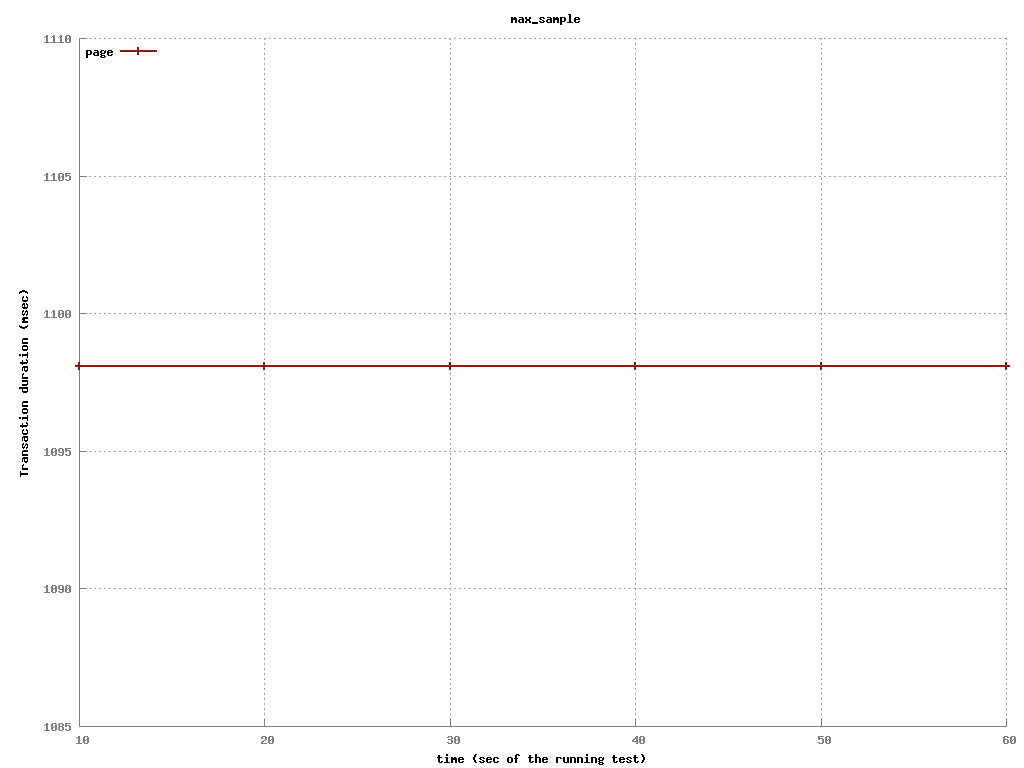 max_sample
page
1110
1105
1100
1095
1090
1085
Transaction duration (msec)
10 20 30 40 50 60
time (sec of the running test)